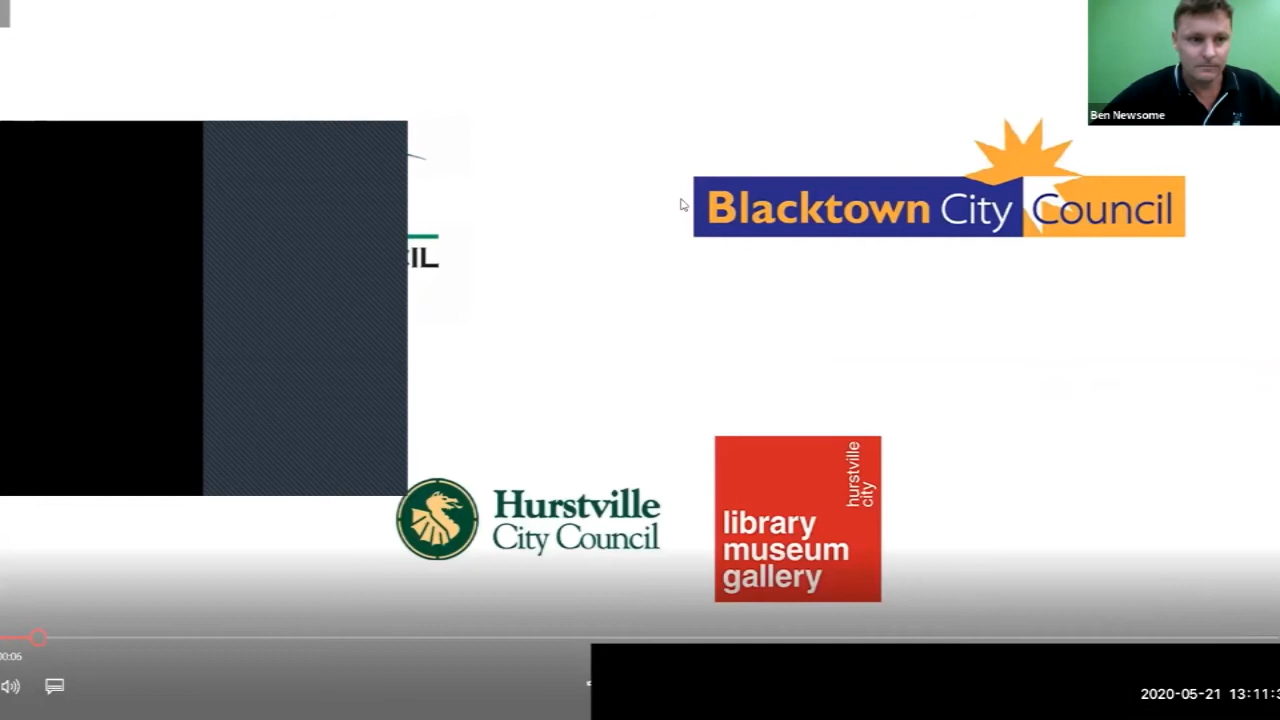 Ben Newsome
Blacktown City Council
IL
Hurstville
City Council
hurstville
city
library
museum
gallery
00:06
2020-05-21 13:11:3